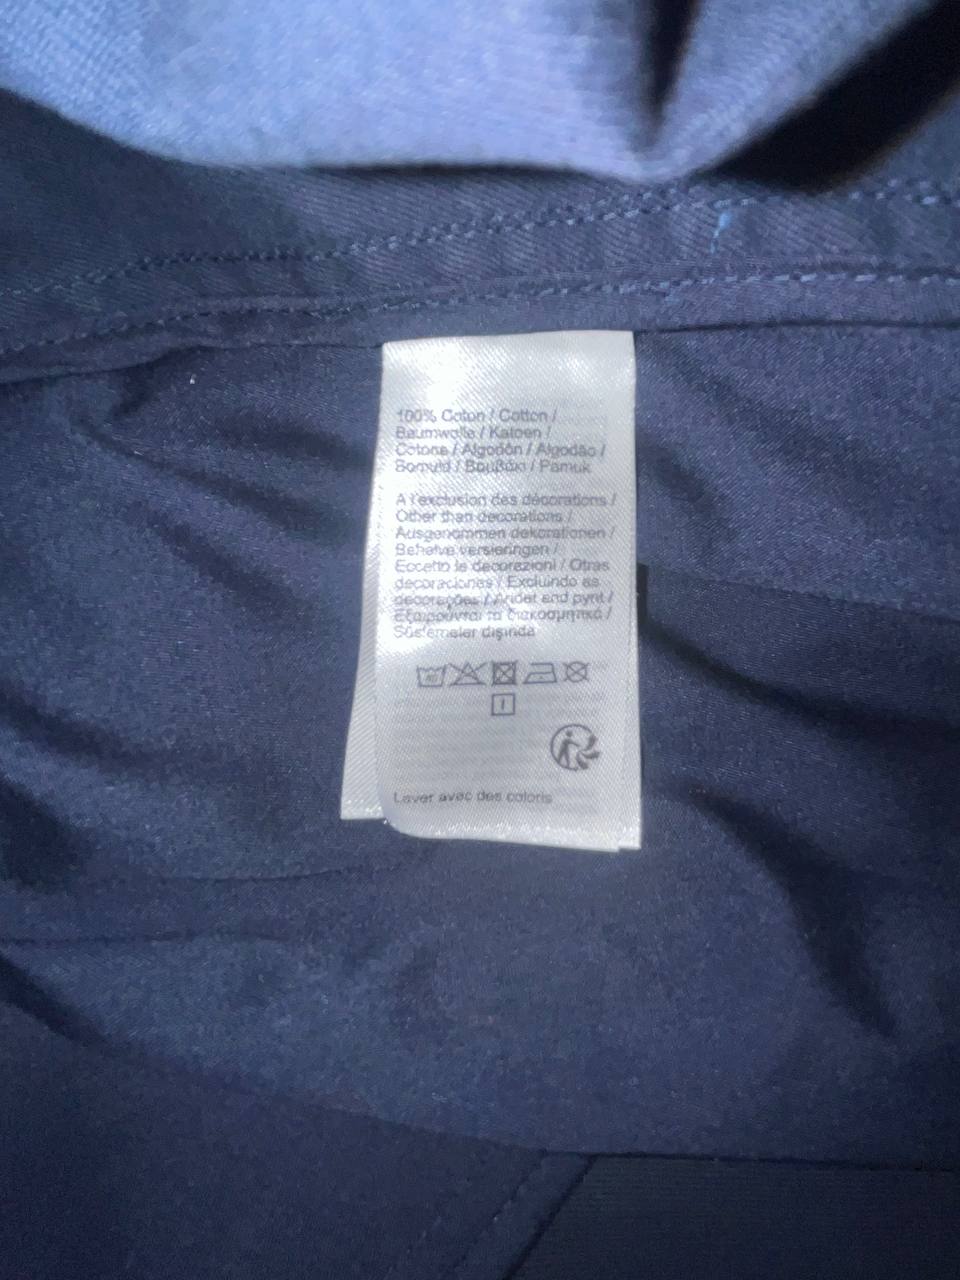 100% Coton / Cotton /
Baumwolle / Katoen /
Cotone / Algodón / Algodão /
Bomuld / Βαμβάκι / Pamuk
A l'exclusion des décorations /
Other than decorations /
Ausgenommen dekorationen /
Behalve versieringen /
Eccetto le decorazioni / Otras
decoraciones / Excluindo as
decorações / Andet end pynt /
Εξαιρούνται τα διακοσμητικά /
Süslemeler dışında
Laver avec des coloris